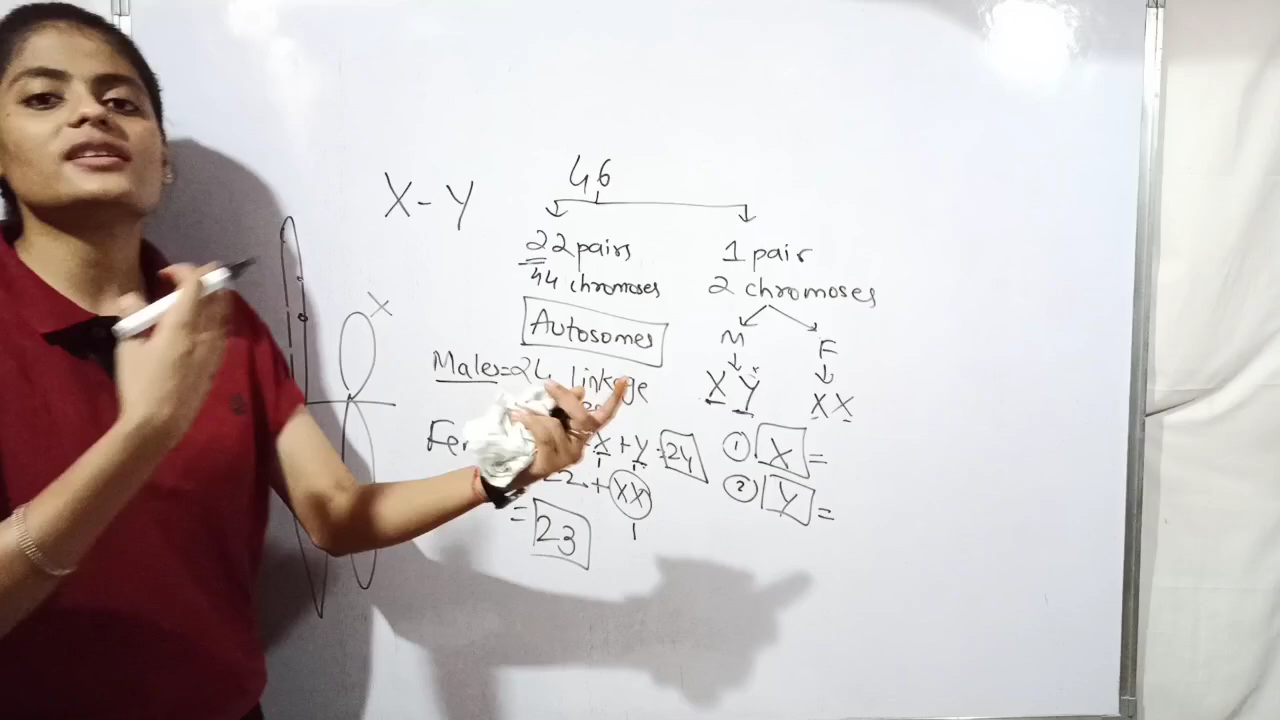 X - Y
46
22 pairs
44 chromoses
Autosomes
1 pair
2 chromoses
M
F
X Y
XX
X
Males = 24 linkage
X + Y = 24
+ XX
1
= 23
① X =
② Y =